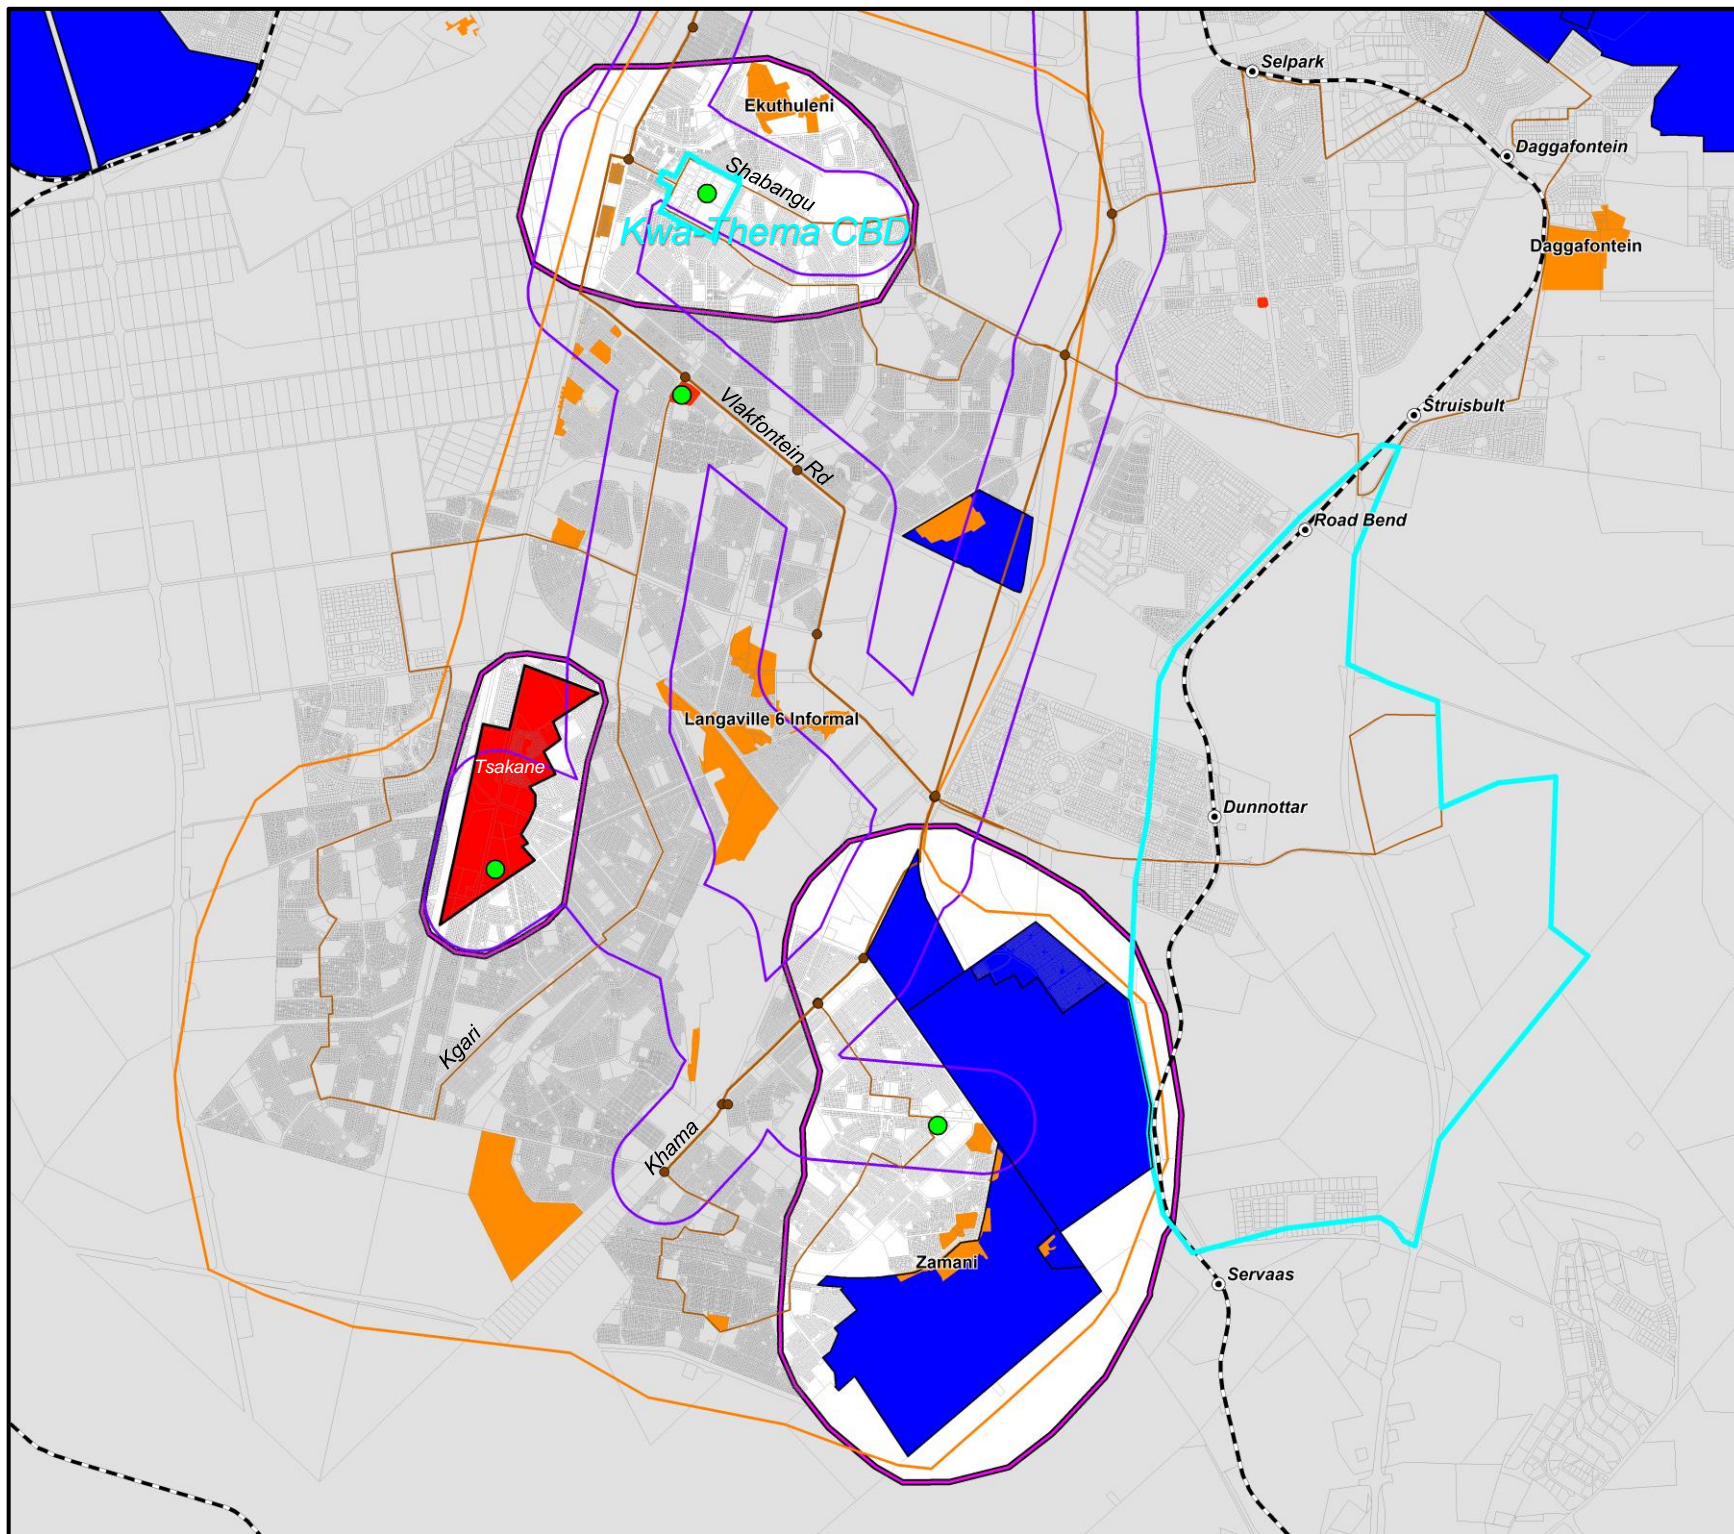 Selpark
Ekuthuleni
Daggafontein
Shabangu
Kwa-Thema CBD
Daggafontein
Vlakfontein Rd
Struisbult
Road Bend
Langaville 6 Informal
Tsakane
Dunnottar
Kgari
Khama
Zamani
Servaas